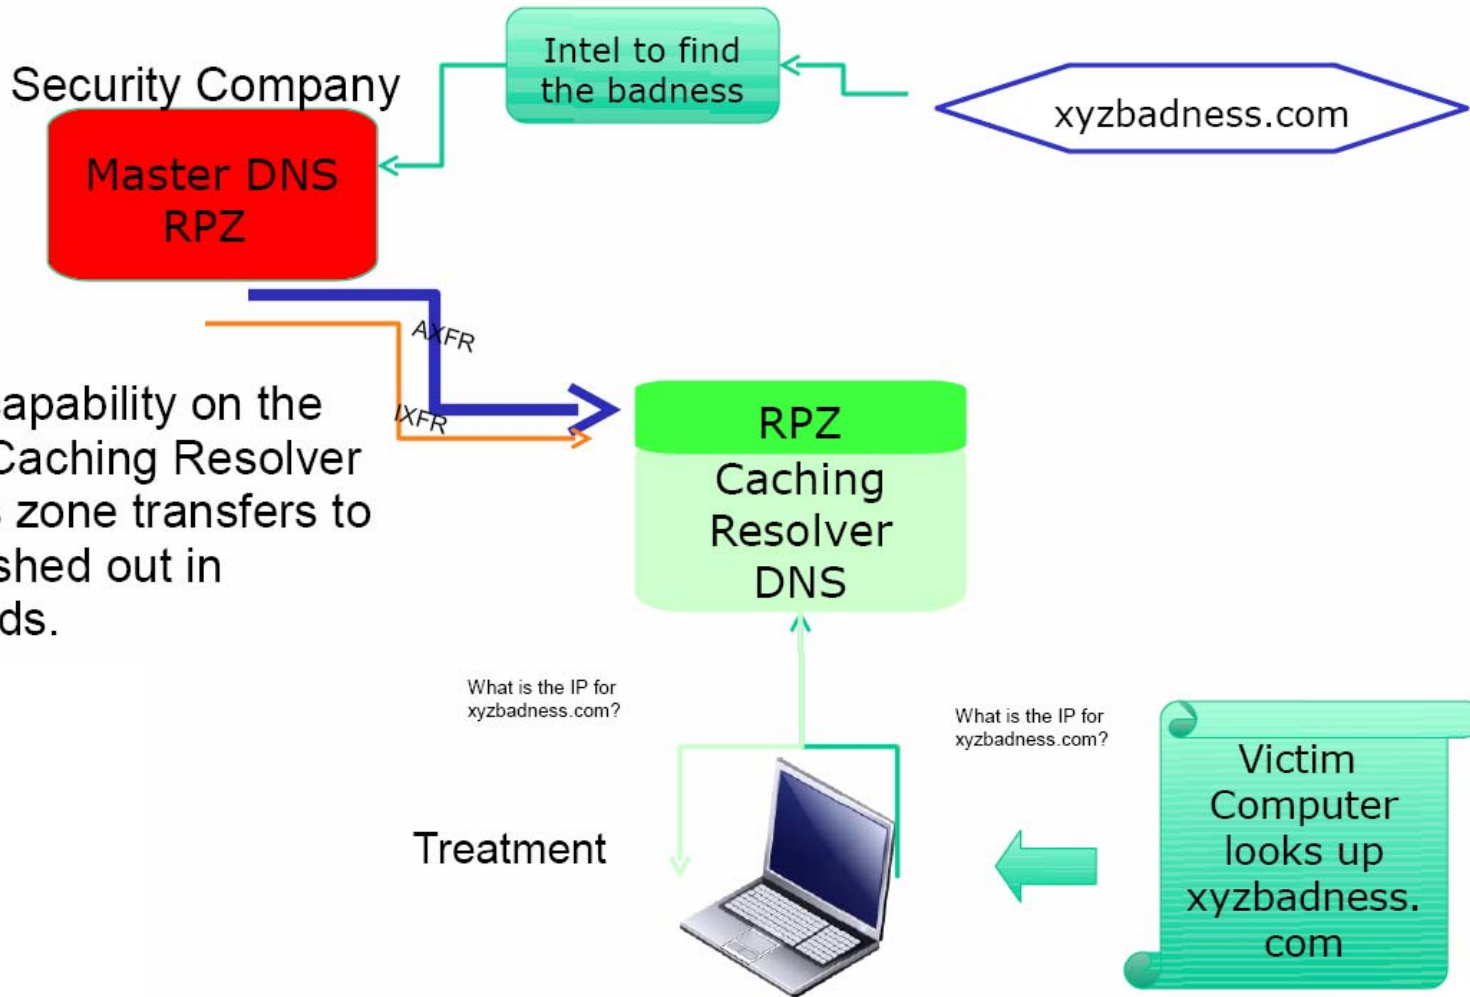 Intel to find
the badness
Security Company
xyzbadness.com
Master DNS
RPZ
AXFR
IXFR
apability on the
Caching Resolver
s zone transfers to
shed out in
ds.
RPZ
Caching
Resolver
DNS
What is the IP for
xyzbadness.com?
What is the IP for
xyzbadness.com?
Treatment
Victim
Computer
looks up
xyzbadness.
com